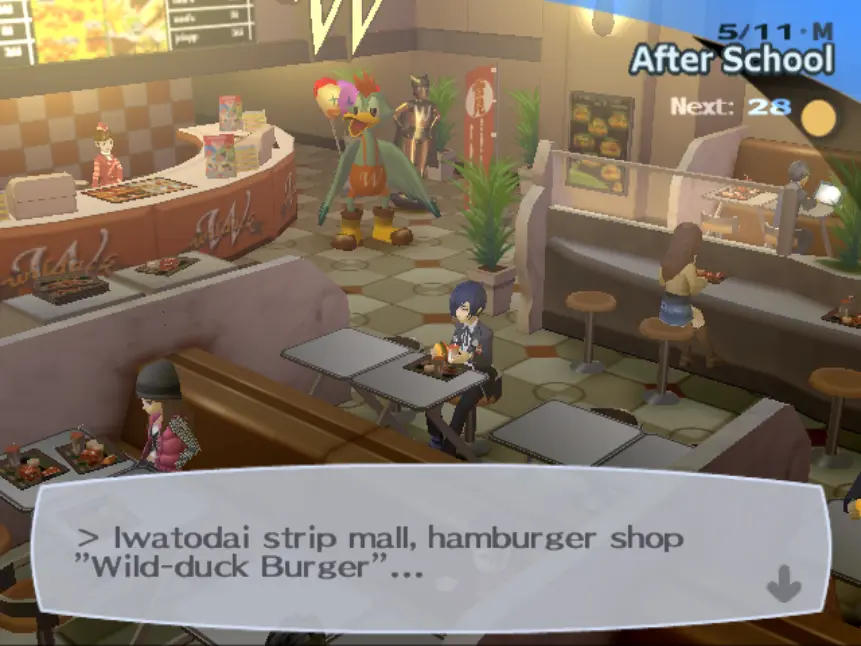 W
5/11・M
After School
Next: 28
W
W
W
> Iwatodai strip mall, hamburger shop
”Wild-duck Burger”...